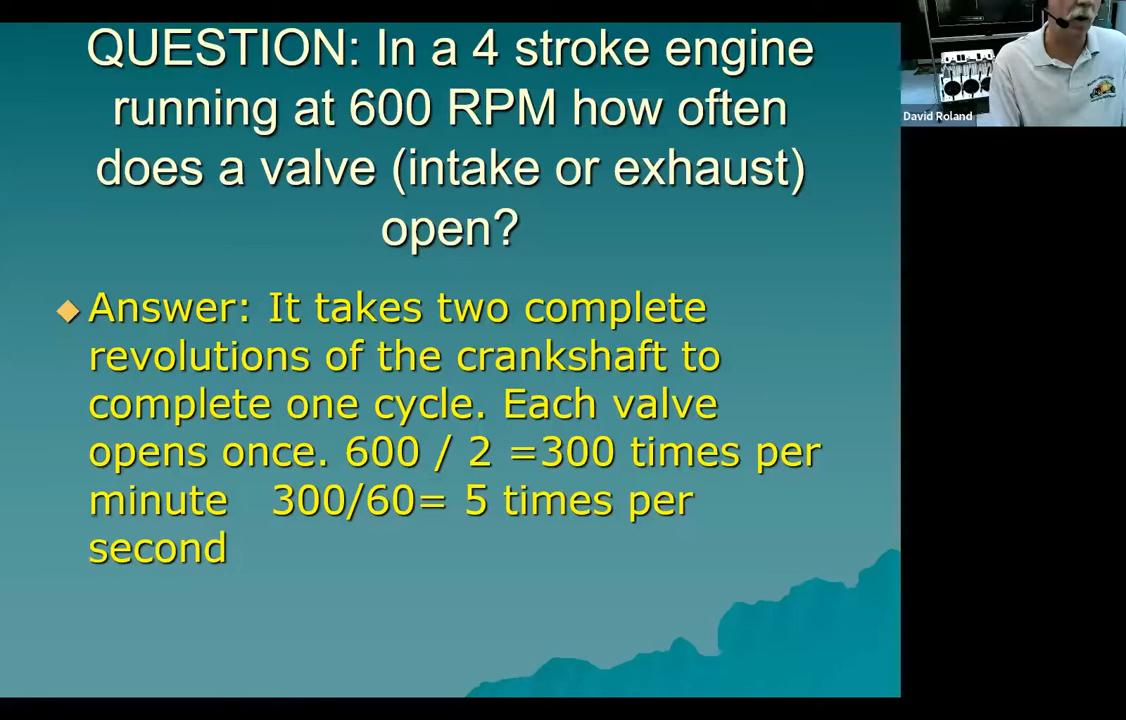 QUESTION: In a 4 stroke engine
running at 600 RPM how often
does a valve (intake or exhaust)
open?
Answer: It takes two complete
revolutions of the crankshaft to
complete one cycle. Each valve
opens once. 600 / 2 =300 times per
minute 300/60= 5 times per
second
David Roland